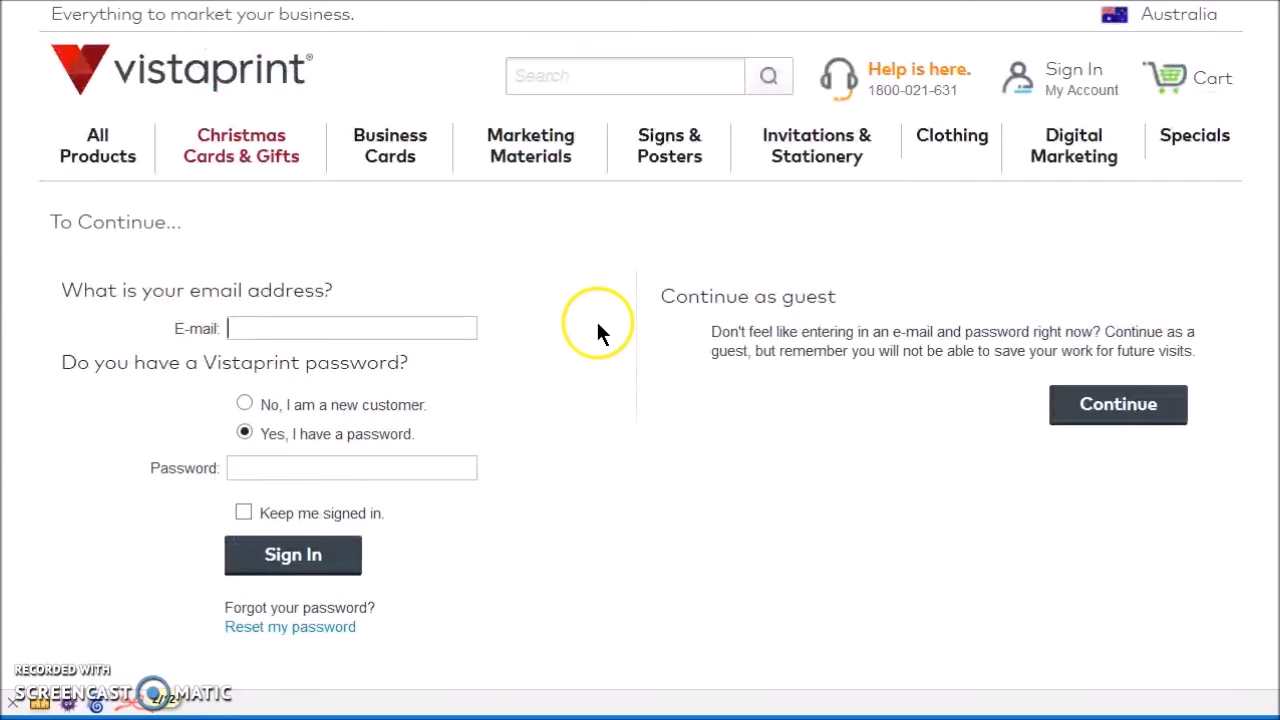 Everything to market your business.
Australia
vistaprint®
Search
Help is here.
1800-021-631
Sign In
My Account
Cart
All Products
Christmas Cards & Gifts
Business Cards
Marketing Materials
Signs & Posters
Invitations & Stationery
Clothing
Digital Marketing
Specials
To Continue...
What is your email address?
E-mail:
Do you have a Vistaprint password?
No, I am a new customer.
Yes, I have a password.
Password:
Keep me signed in.
Sign In
Forgot your password?
Reset my password
Continue as guest
Don't feel like entering in an e-mail and password right now? Continue as a
guest, but remember you will not be able to save your work for future visits.
Continue
RECORDED WITH
SCREENCAST MATIC